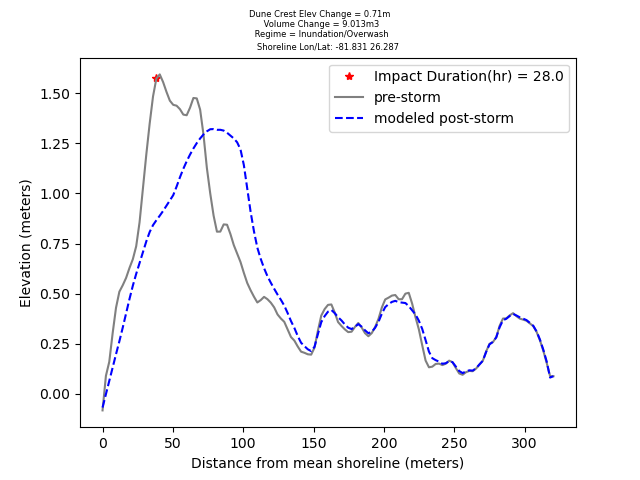 Dune Crest Elev Change = 0.71m
Volume Change = 9.013m3
Regime = Inundation/Overwash
Shoreline Lon/Lat: -81.831 26.287
Impact Duration(hr) = 28.0
pre-storm
modeled post-storm
Elevation (meters)
1.50
1.25
1.00
0.75
0.50
0.25
0.00
0 50 100 150 200 250 300
Distance from mean shoreline (meters)